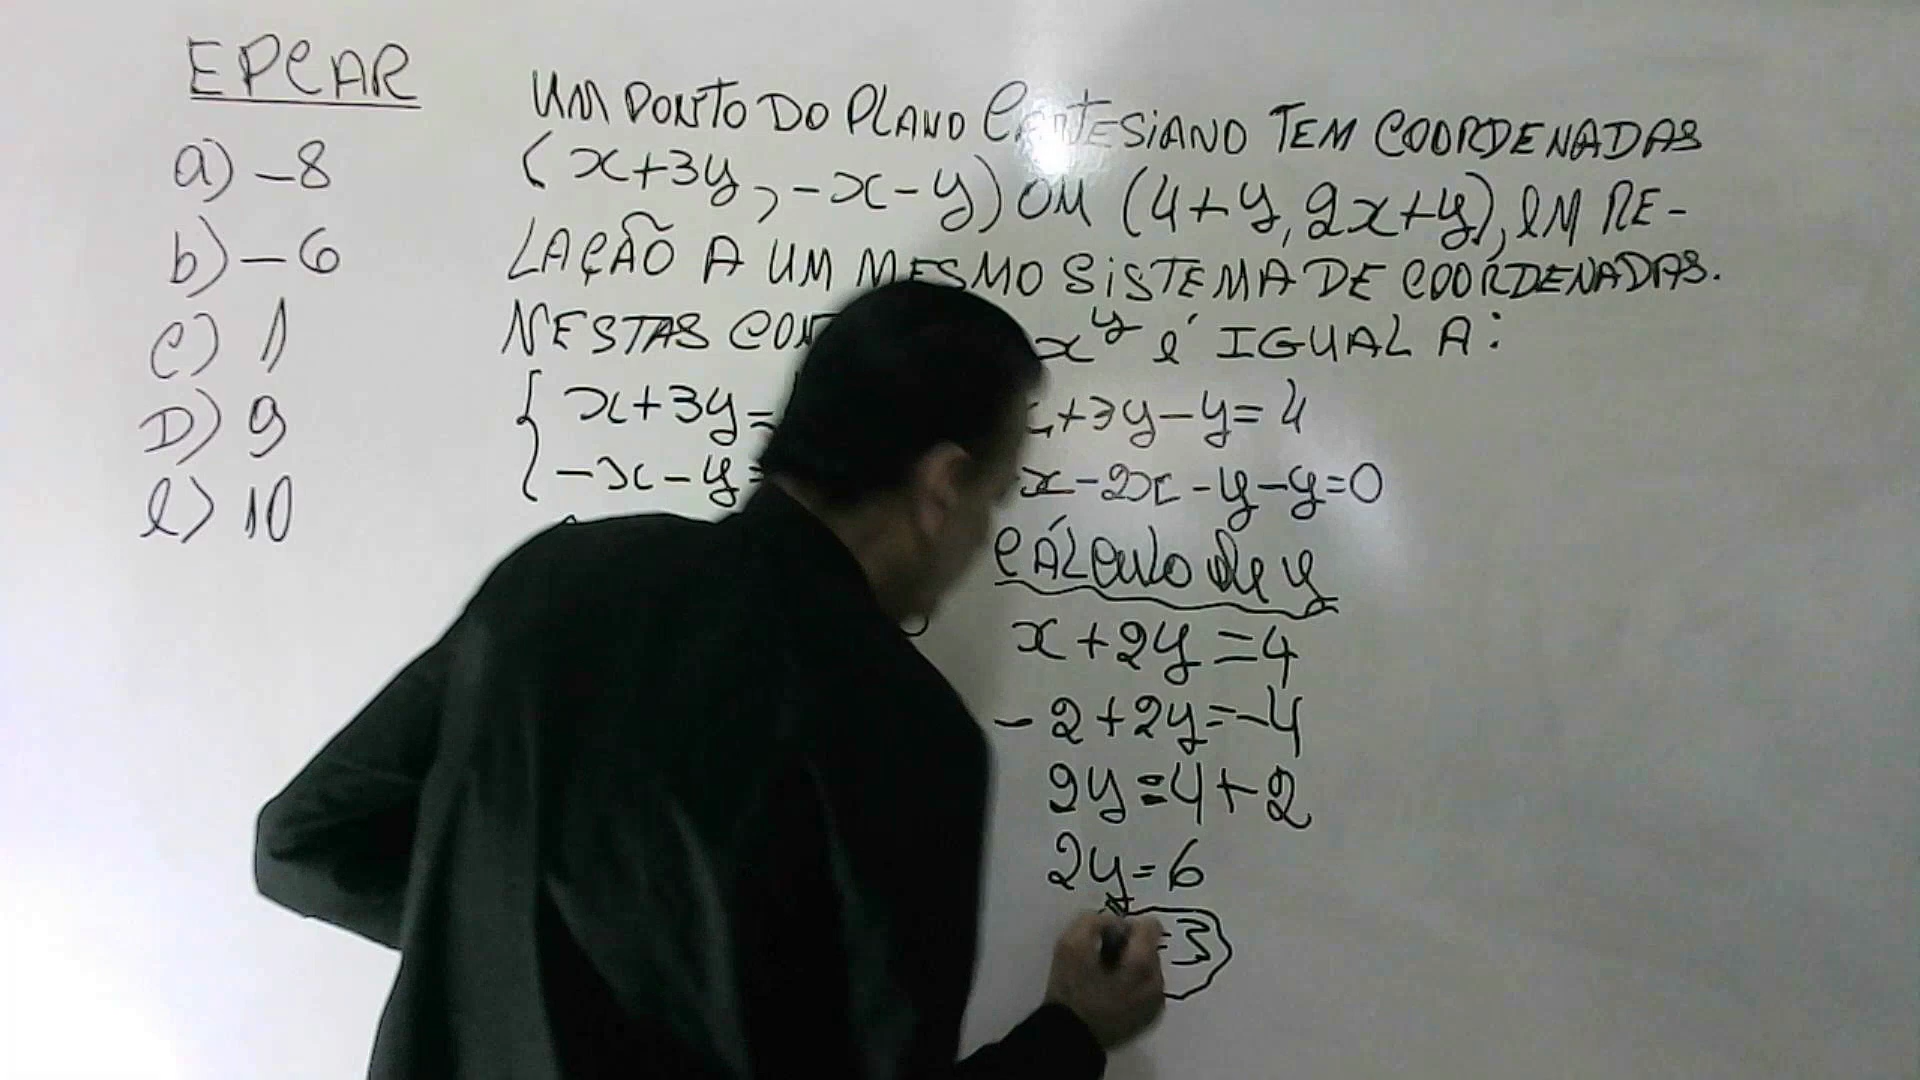 EPCAR
a) -8
b) -6
c) 1
D) 9
e) 10
UM PONTO DO PLANO CARTESIANO TEM COORDENADAS
(x+3y, -x-y) OU (4+y, 2x+y), EM RE-
LAÇÃO A UM MESMO SISTEMA DE COORDENADAS.
NESTAS x^y é IGUAL A:
x+3y= +3y-y=4
-x-y= x-2x-y-y=0
CÁLCULO de y
x+2y=4
-2+2y=-4
2y=4+2
2y=6
=3